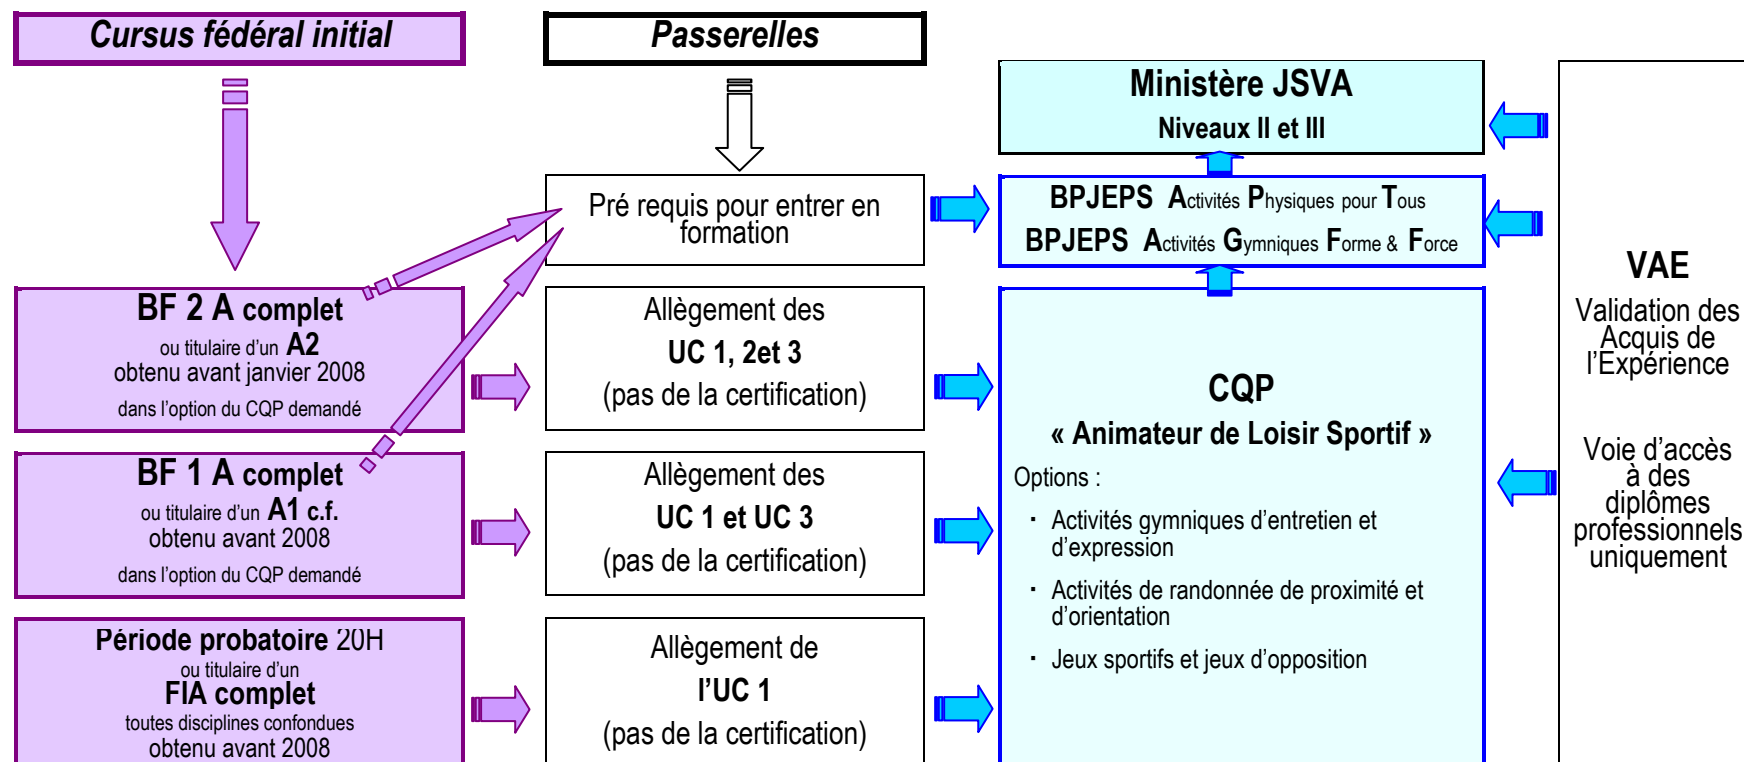 Cursus fédéral initial
Passerelles
Ministère JSVA
Niveaux II et III
Pré requis pour entrer en
formation
BPJEPS Activités Physiques pour Tous
BPJEPS Activités Gymniques Forme & Force
BF 2 A complet
ou titulaire d'un A2
obtenu avant janvier 2008
dans l'option du CQP demandé
Allègement des
UC 1, 2et 3
(pas de la certification)
BF 1 A complet
ou titulaire d'un A1 c.f.
obtenu avant 2008
dans l'option du CQP demandé
Allègement des
UC 1 et UC 3
(pas de la certification)
Période probatoire 20H
ou titulaire d'un
FIA complet
toutes disciplines confondues
obtenu avant 2008
Allègement de
l'UC 1
(pas de la certification)
CQP
« Animateur de Loisir Sportif »
Options :
· Activités gymniques d'entretien et
d'expression
· Activités de randonnée de proximité et
d'orientation
· Jeux sportifs et jeux d'opposition
VAE
Validation des
Acquis de
l'Expérience
Voie d'accès
à des
diplômes
professionnels
uniquement